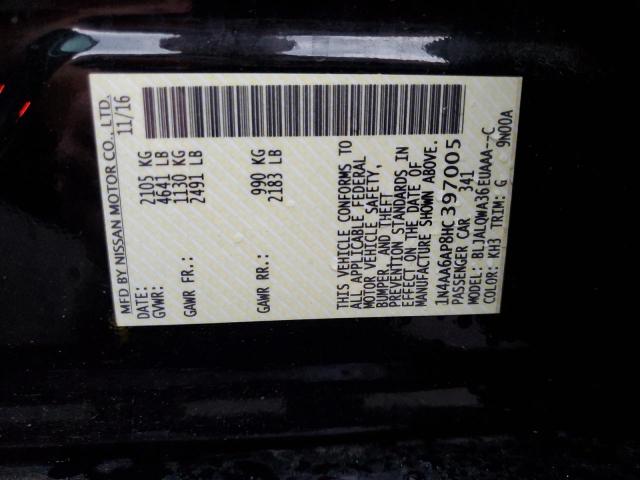 MFD BY NISSAN MOTOR CO., LTD.
DATE: 11/16
GVWR: 2105 KG
4641 LB
GAWR FR.: 1130 KG
2491 LB
GAWR RR.: 990 KG
2183 LB
THIS VEHICLE CONFORMS TO
ALL APPLICABLE FEDERAL
MOTOR VEHICLE SAFETY,
BUMPER, AND THEFT
PREVENTION STANDARDS IN
EFFECT ON THE DATE OF
MANUFACTURE SHOWN ABOVE.
1N4AA6AP8HC397005
PASSENGER CAR 341
MODEL: BLJALQWA36EUAAA--C
COLOR: KH3 TRIM: G 9N00A